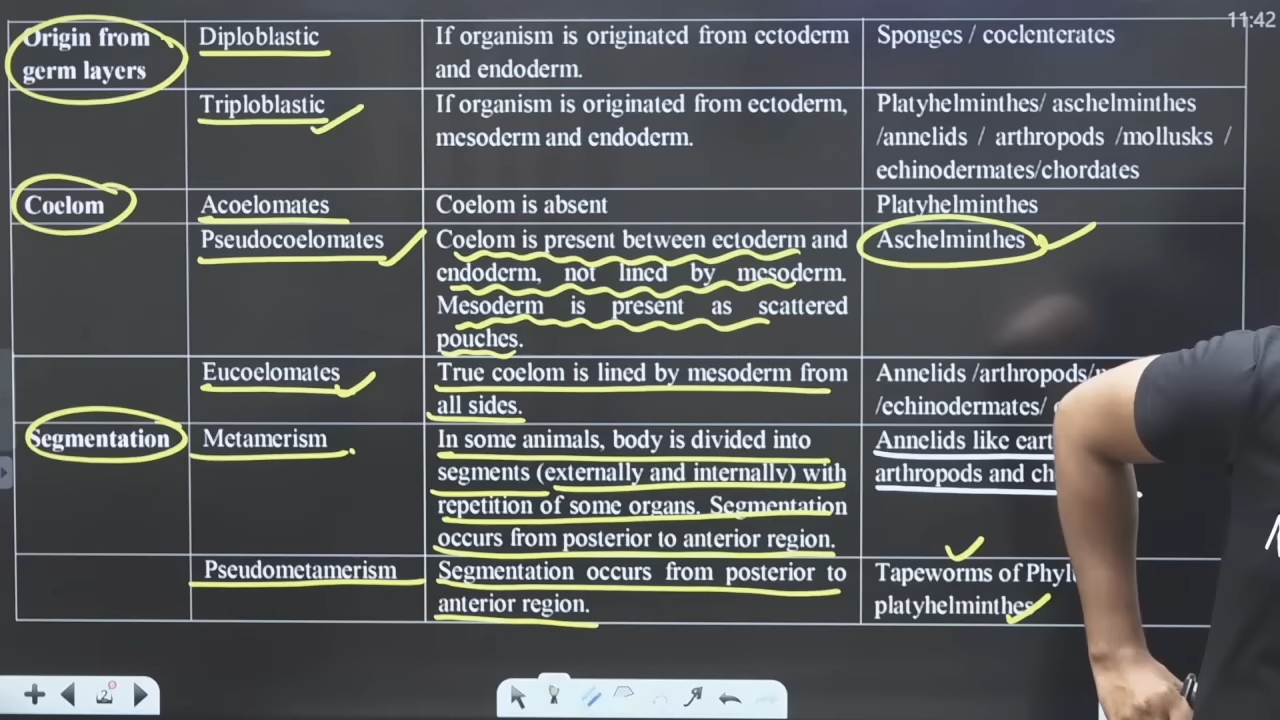 11:42
Origin from
germ layers
Diploblastic
If organism is originated from ectoderm
and endoderm.
Sponges / coelenterates
Triploblastic
If organism is originated from ectoderm,
mesoderm and endoderm.
Platyhelminthes/ aschelminthes
/annelids / arthropods /mollusks /
echinodermates/chordates
Coelom
Acoelomates
Coelom is absent
Platyhelminthes
Pseudocoelomates
Coelom is present between ectoderm and
endoderm, not lined by mesoderm.
Mesoderm is present as scattered
pouches.
Aschelminthes
Eucoelomates
True coelom is lined by mesoderm from
all sides.
Annelids /arthropods/
/echinodermates/
Segmentation
Metamerism
In some animals, body is divided into
segments (externally and internally) with
repetition of some organs. Segmentation
occurs from posterior to anterior region.
Annelids like
arthropods and
Pseudometamerism
Segmentation occurs from posterior to
anterior region.
Tapeworms of
platyhelminthes
2